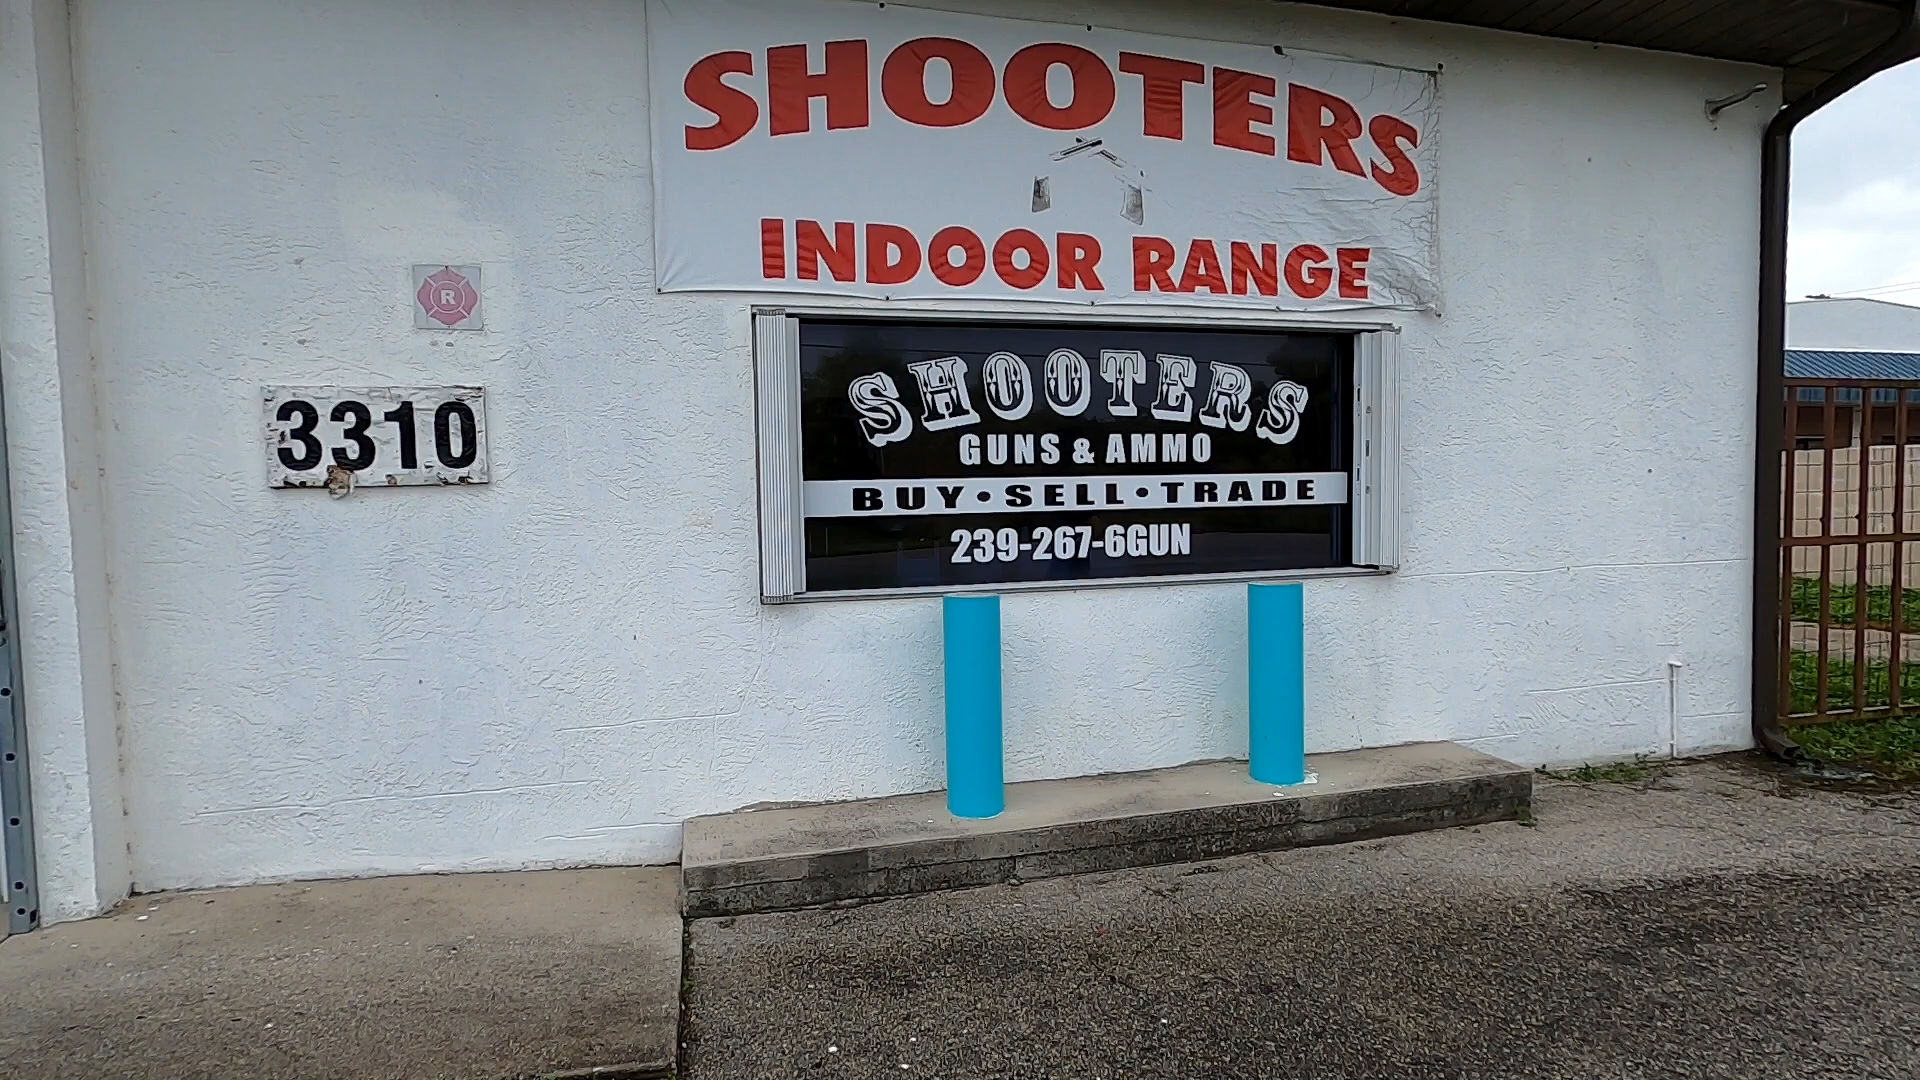 SHOOTERS
INDOOR RANGE
R
3310
SHOOTERS
GUNS & AMMO
BUY•SELL•TRADE
239-267-6GUN